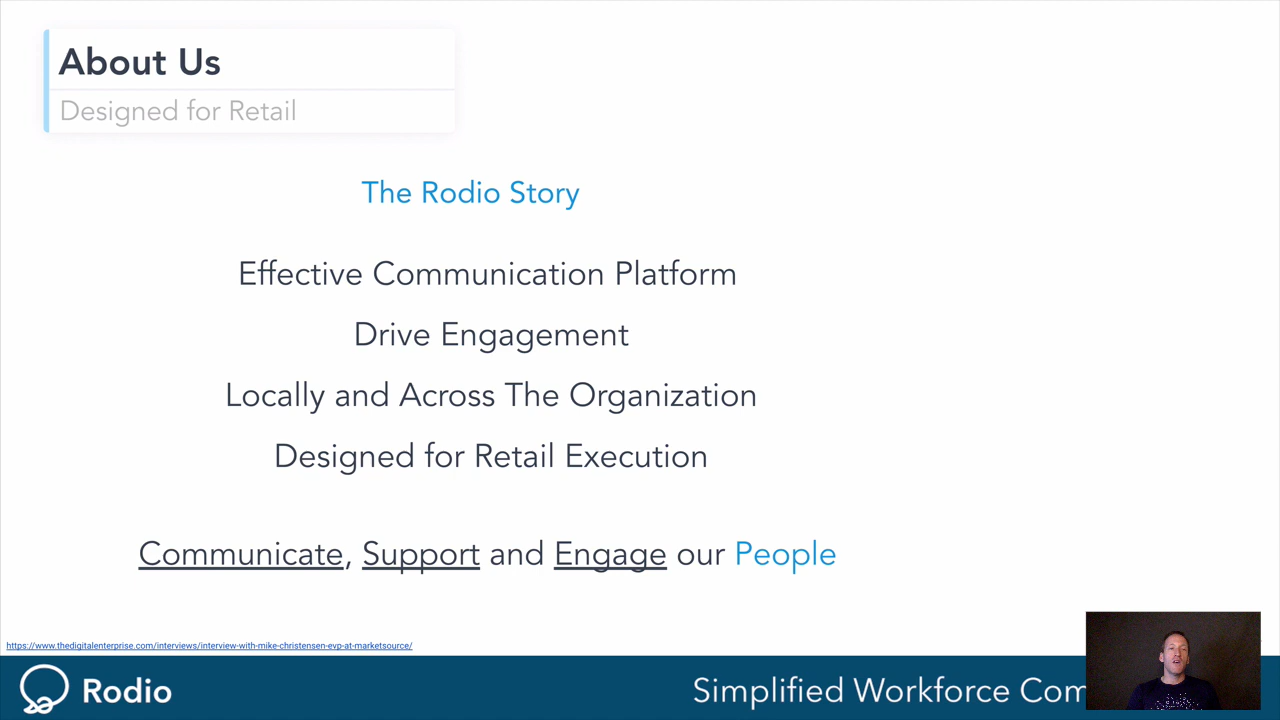 About Us
Designed for Retail
The Rodio Story
Effective Communication Platform
Drive Engagement
Locally and Across The Organization
Designed for Retail Execution
Communicate, Support and Engage our People
https://www.thedigitalenterprise.com/interviews/interview-with-mike-christensen-evp-at-marketsource/
Rodio
Simplified Workforce Com